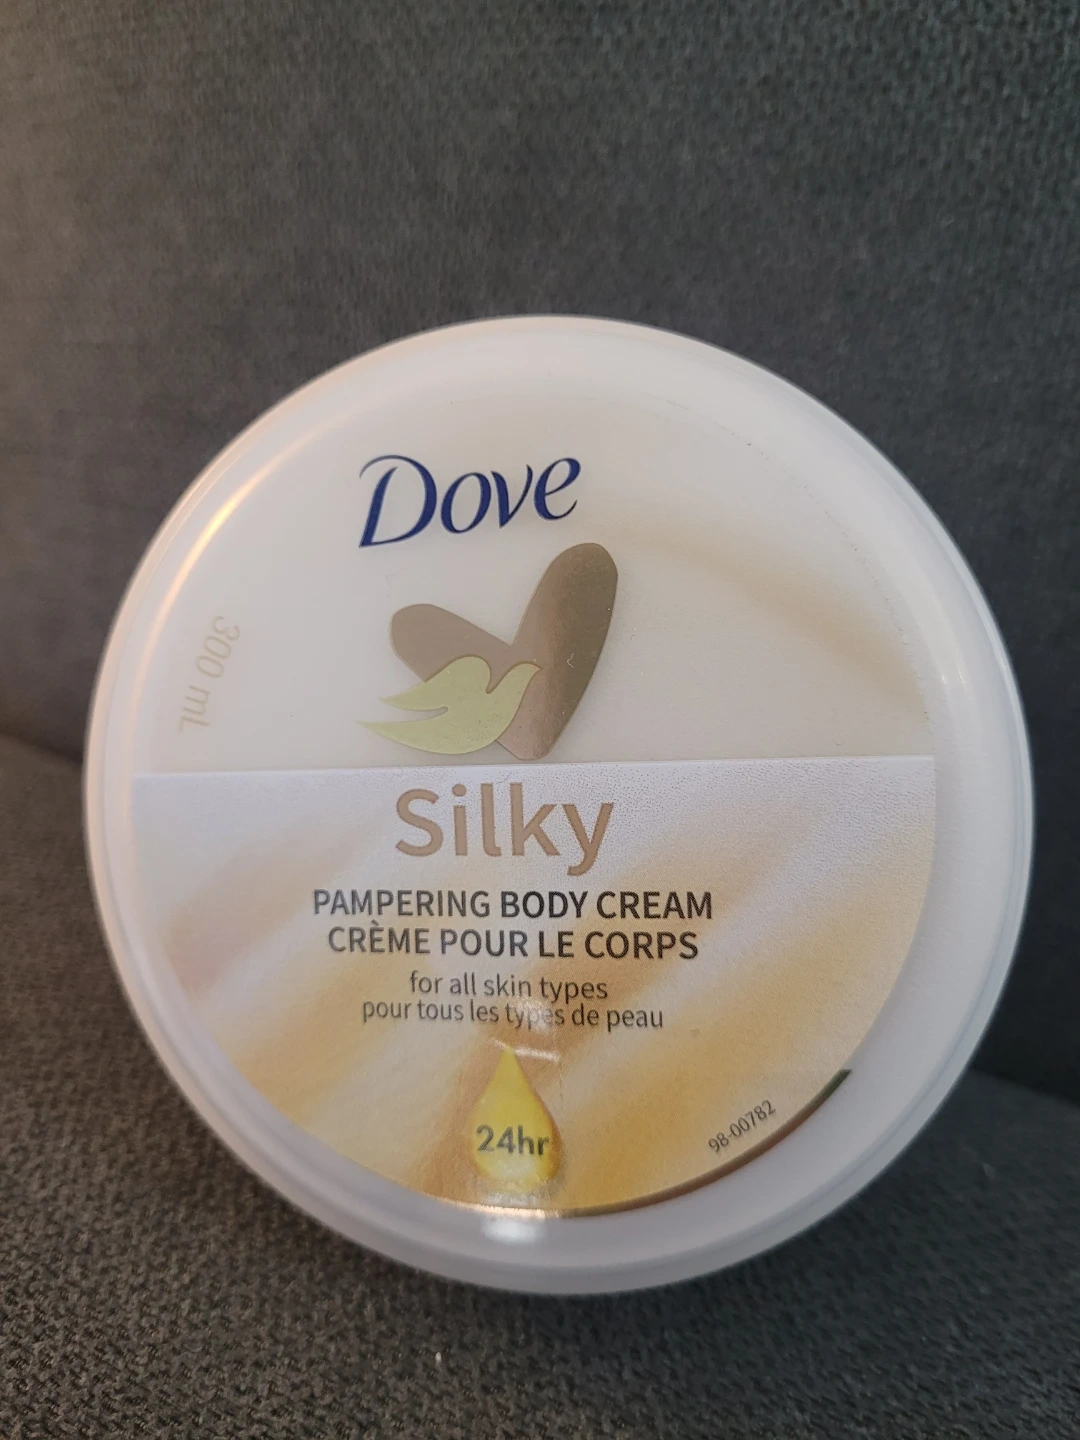 Dove
300 mL
Silky
PAMPERING BODY CREAM
CRÈME POUR LE CORPS
for all skin types
pour tous les types de peau
24hr
98-00782